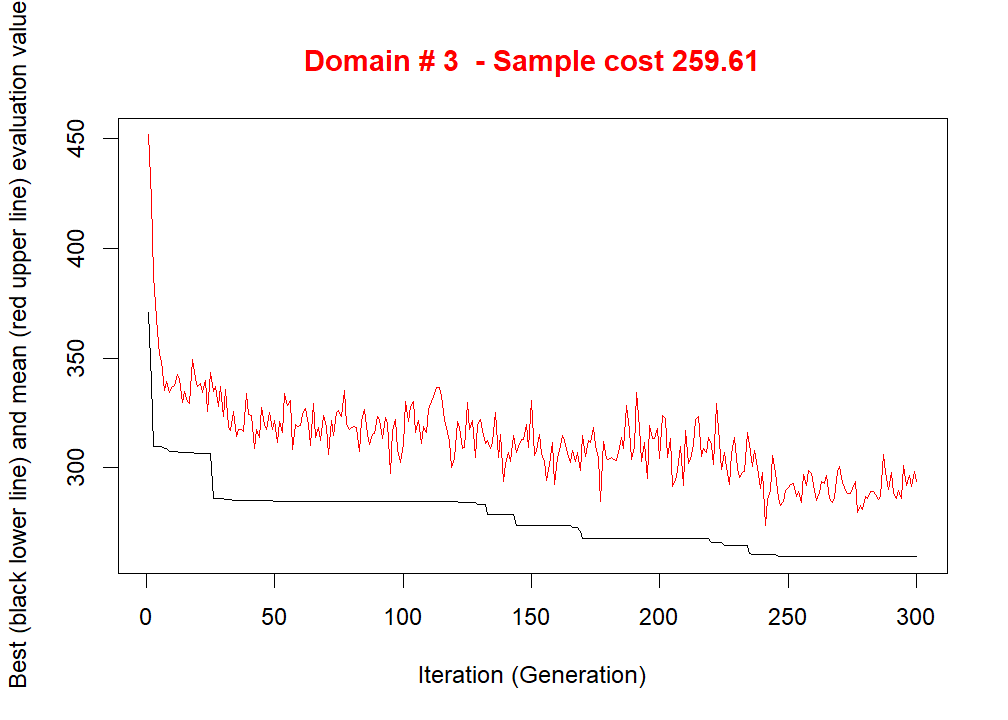 Domain # 3  - Sample cost 259.61
Best (black lower line) and mean (red upper line) evaluation value
450
400
350
300
0 50 100 150 200 250 300
Iteration (Generation)